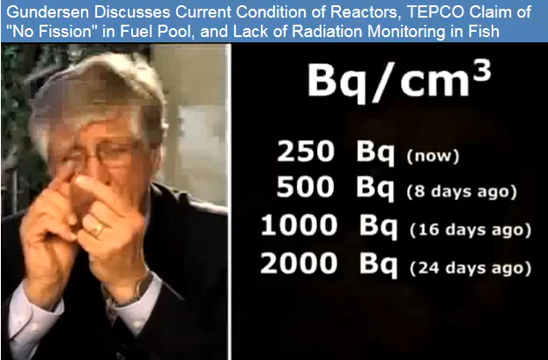 Gundersen Discusses Current Condition of Reactors, TEPCO Claim of
"No Fission" in Fuel Pool, and Lack of Radiation Monitoring in Fish
Bq/cm³
250 Bq (now)
500 Bq (8 days ago)
1000 Bq (16 days ago)
2000 Bq (24 days ago)